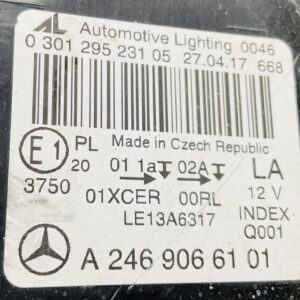 AL Automotive Lighting 0046
0 301 295 231 05 27.04.17 668
E1 PL Made in Czech Republic
20 01 1a 02A LA
3750 01XCER 00RL 12 V
LE13A6317 INDEX
Q001
A 246 906 61 01